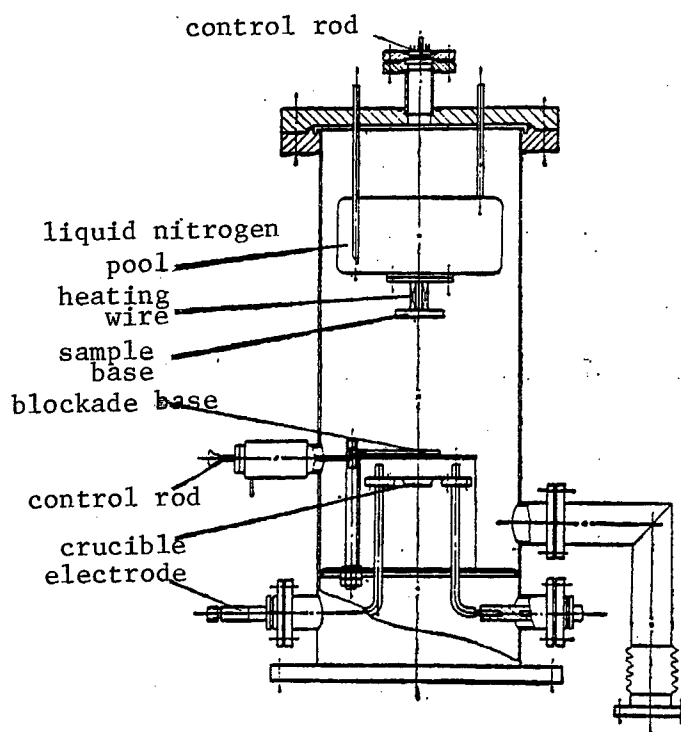 control rod
liquid nitrogen
pool
heating
wire
sample
base
blockade base
control rod
crucible
electrode